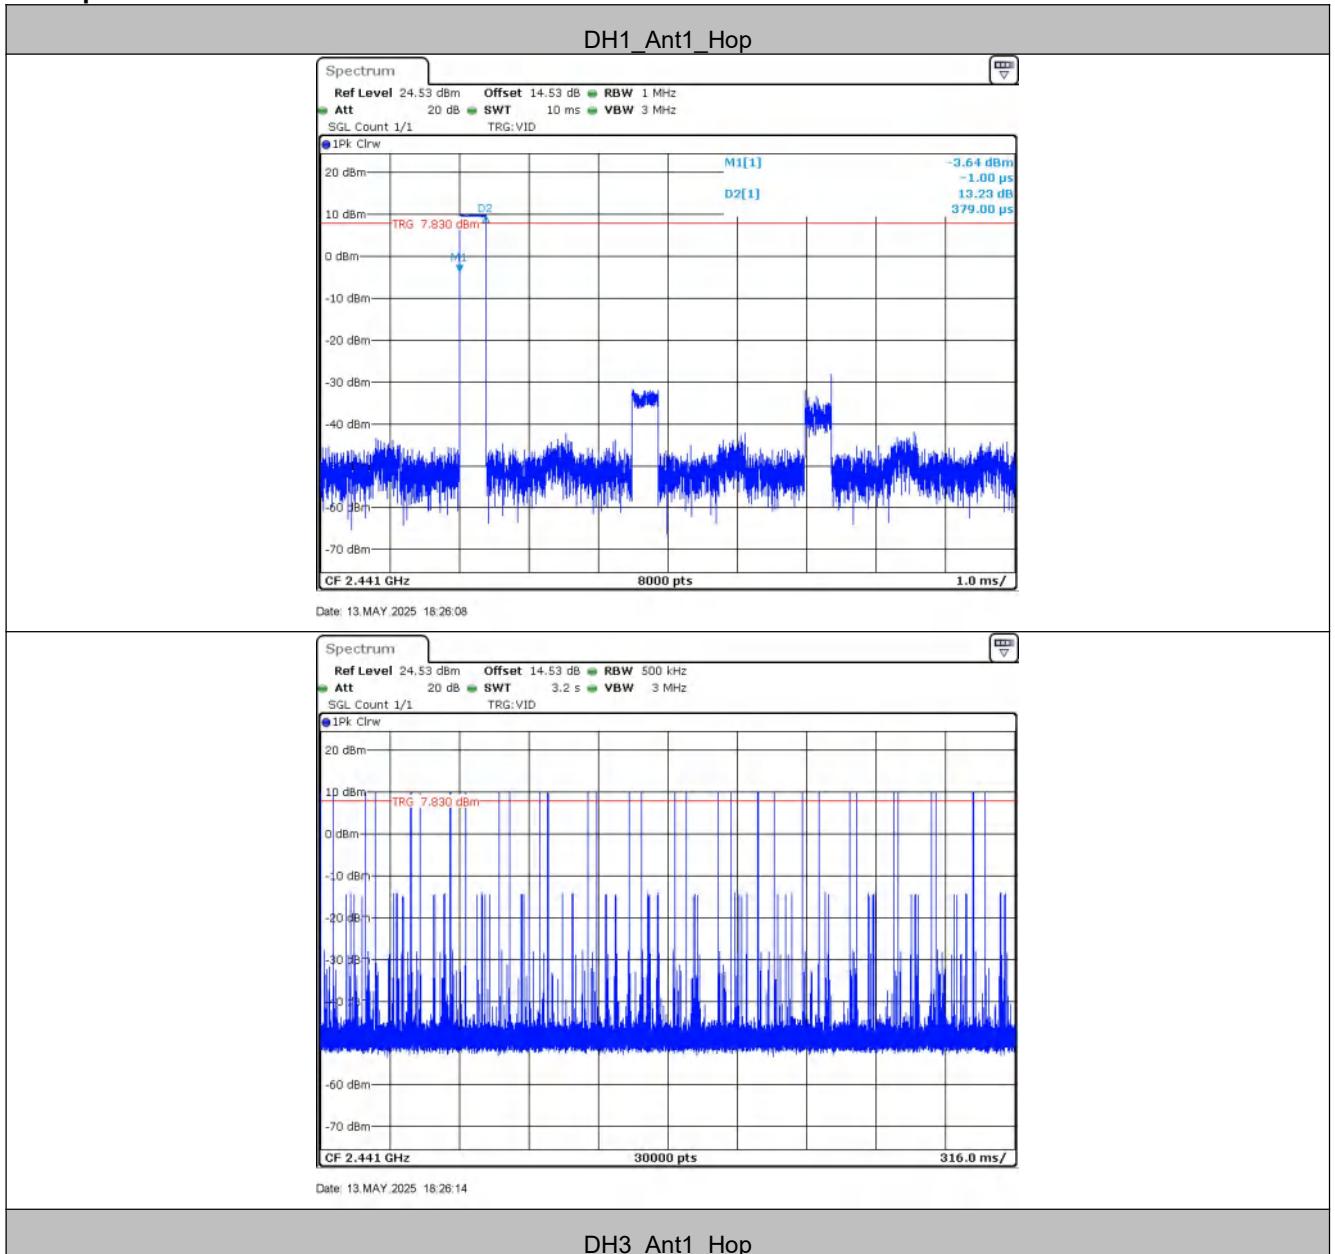 DH1_Ant1_Hop
Spectrum
Ref Level 24.53 dBm Offset 14.53 dB RBW 1 MHz
Att 20 dB SWT 10 ms VBW 3 MHz
SGL Count 1/1 TRG:VID
1Pk Clrw
M1[1] -3.64 dBm
-1.00 µs
D2[1] 13.23 dB
379.00 µs
20 dBm
10 dBm
D2
TRG 7.830 dBm
0 dBm
M1
-10 dBm
-20 dBm
-30 dBm
-40 dBm
-60 dBm
-70 dBm
CF 2.441 GHz 8000 pts 1.0 ms/
Date: 13.MAY.2025 18:26:08
Spectrum
Ref Level 24.53 dBm Offset 14.53 dB RBW 500 kHz
Att 20 dB SWT 3.2 s VBW 3 MHz
SGL Count 1/1 TRG:VID
1Pk Clrw
20 dBm
10 dBm
TRG 7.830 dBm
0 dBm
-10 dBm
-20 dBm
-30 dBm
-60 dBm
-70 dBm
CF 2.441 GHz 30000 pts 316.0 ms/
Date: 13.MAY.2025 18:26:14
DH3_Ant1_Hop